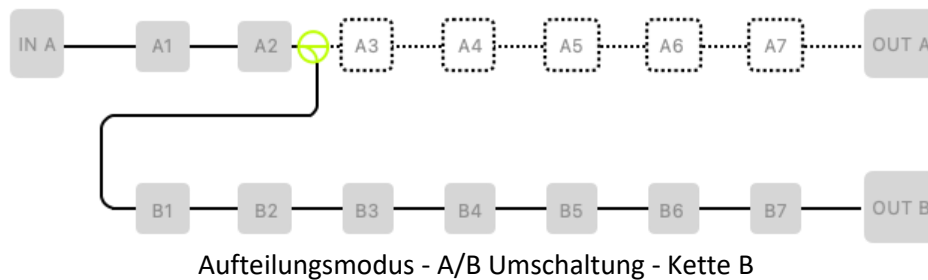 IN A A1 A2 A3 A4 A5 A6 A7 OUT A
B1 B2 B3 B4 B5 B6 B7 OUT B
Aufteilungsmodus - A/B Umschaltung - Kette B